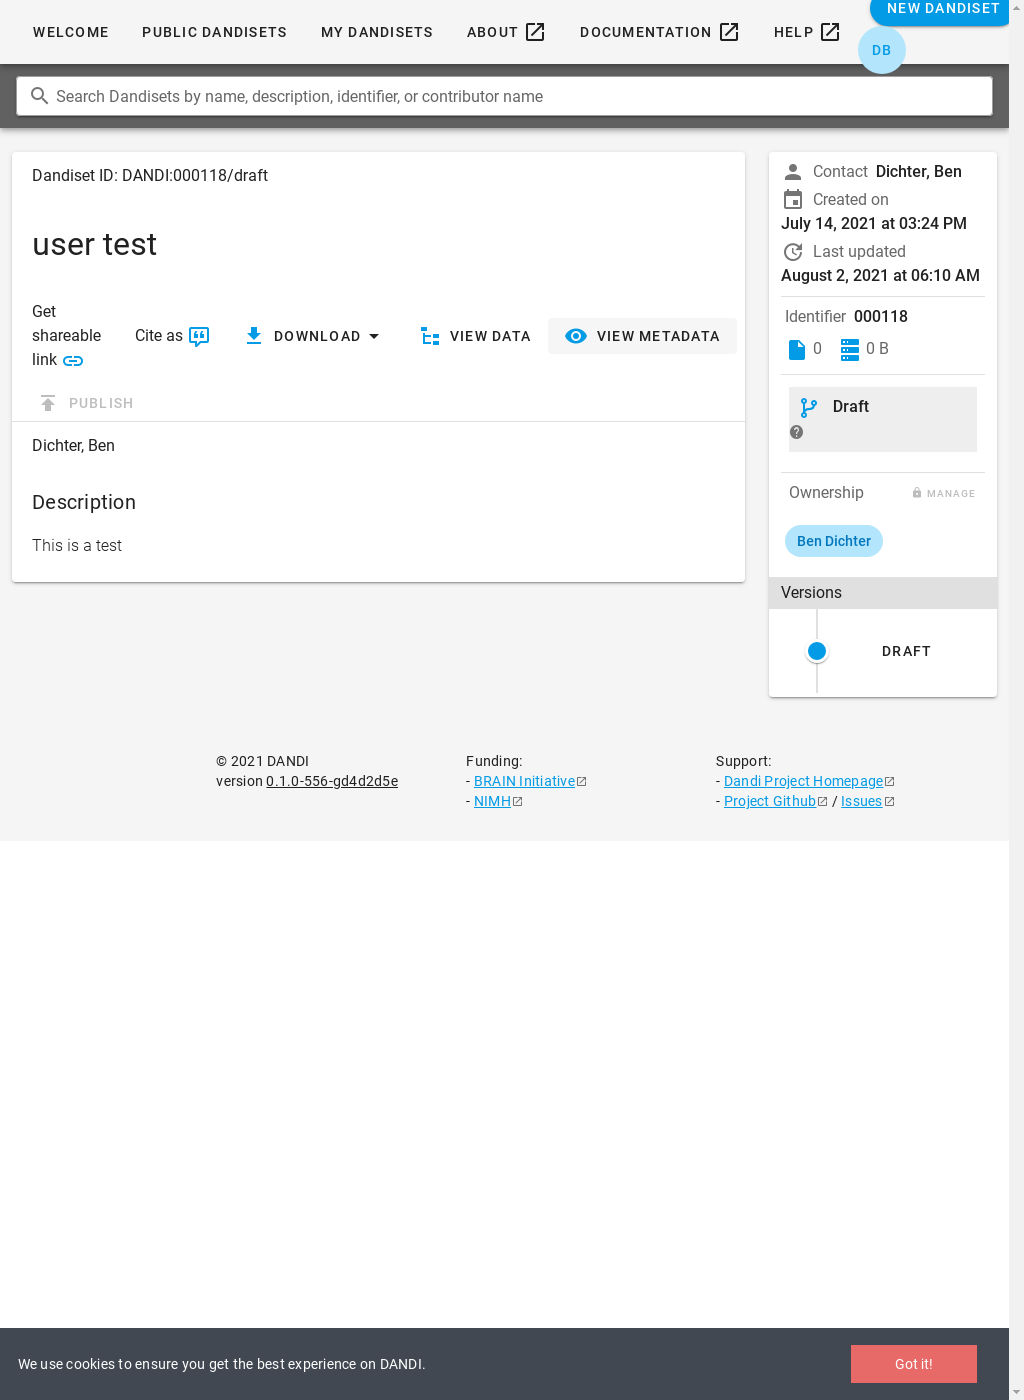 WELCOME
PUBLIC DANDISETS
MY DANDISETS
ABOUT
DOCUMENTATION
HELP
NEW DANDISET
DB
Search Dandisets by name, description, identifier, or contributor name
Dandiset ID: DANDI:000118/draft
user test
Get
shareable
link
Cite as
DOWNLOAD
VIEW DATA
VIEW METADATA
PUBLISH
Dichter, Ben
Description
This is a test
Contact Dichter, Ben
Created on
July 14, 2021 at 03:24 PM
Last updated
August 2, 2021 at 06:10 AM
Identifier 000118
0 0 B
Draft
Ownership MANAGE
Ben Dichter
Versions
DRAFT
© 2021 DANDI
version 0.1.0-556-gd4d2d5e
Funding:
- BRAIN Initiative
- NIMH
Support:
- Dandi Project Homepage
- Project Github / Issues
We use cookies to ensure you get the best experience on DANDI.
Got it!